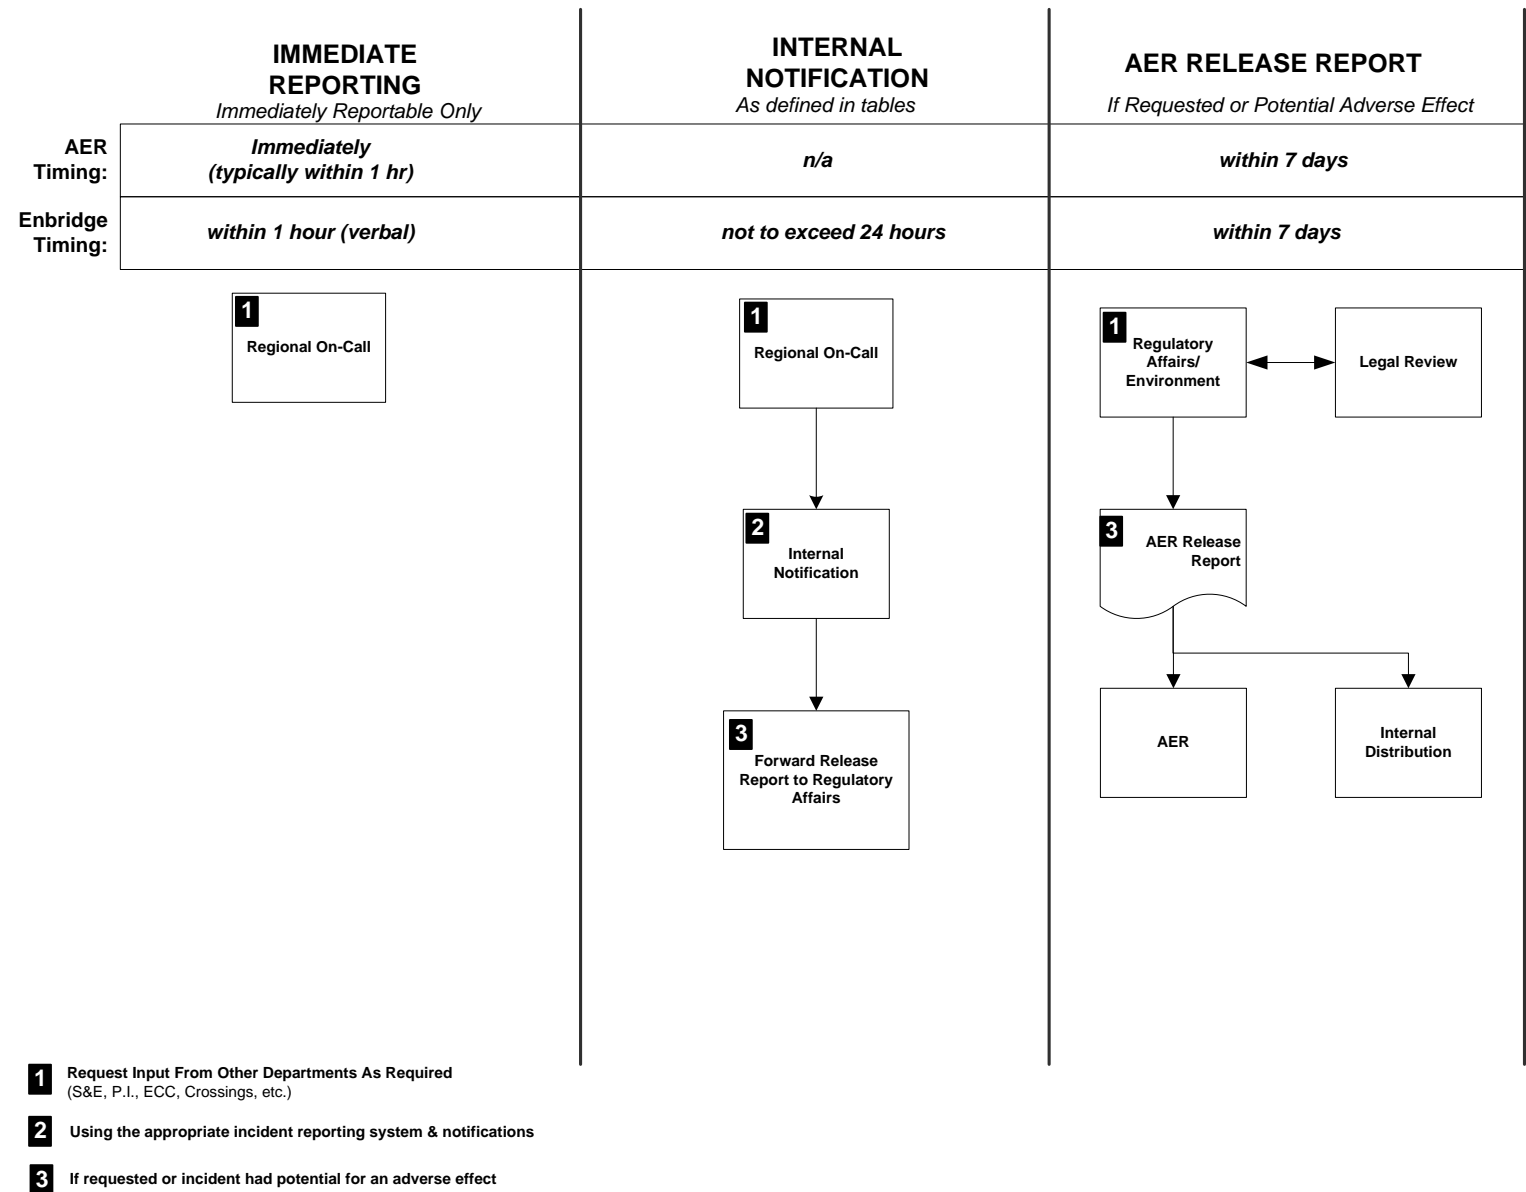 IMMEDIATE
REPORTING
Immediately Reportable Only
INTERNAL
NOTIFICATION
As defined in tables
AER RELEASE REPORT
If Requested or Potential Adverse Effect
AER
Timing:
Immediately
(typically within 1 hr)
n/a
within 7 days
Enbridge
Timing:
within 1 hour (verbal)
not to exceed 24 hours
within 7 days
1
Regional On-Call
1
Regional On-Call
2
Internal
Notification
3
Forward Release
Report to Regulatory
Affairs
1
Regulatory
Affairs/
Environment
Legal Review
3
AER Release
Report
AER
Internal
Distribution
1 Request Input From Other Departments As Required
(S&E, P.I., ECC, Crossings, etc.)
2 Using the appropriate incident reporting system & notifications
3 If requested or incident had potential for an adverse effect